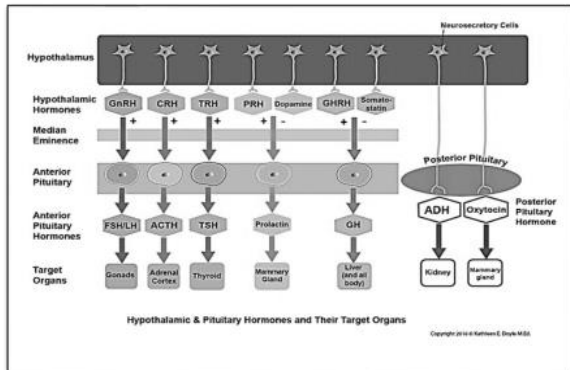 Neurosecretory Cells
Hypothalamus
Hypothalamic
Hormones
GnRH
CRH
TRH
PRH
Dopamine
GHRH
Somato-
statin
+ + + + - + -
Median
Eminence
Anterior
Pituitary
Posterior Pituitary
Anterior
Pituitary
Hormones
FSH/LH
ACTH
TSH
Prolactin
GH
ADH
Oxytocin
Posterior
Pituitary
Hormone
Target
Organs
Gonads
Adrenal
Cortex
Thyroid
Mammary
Gland
Liver
(and all
body)
Kidney
Mammary
gland
Hypothalamic & Pituitary Hormones and Their Target Organs